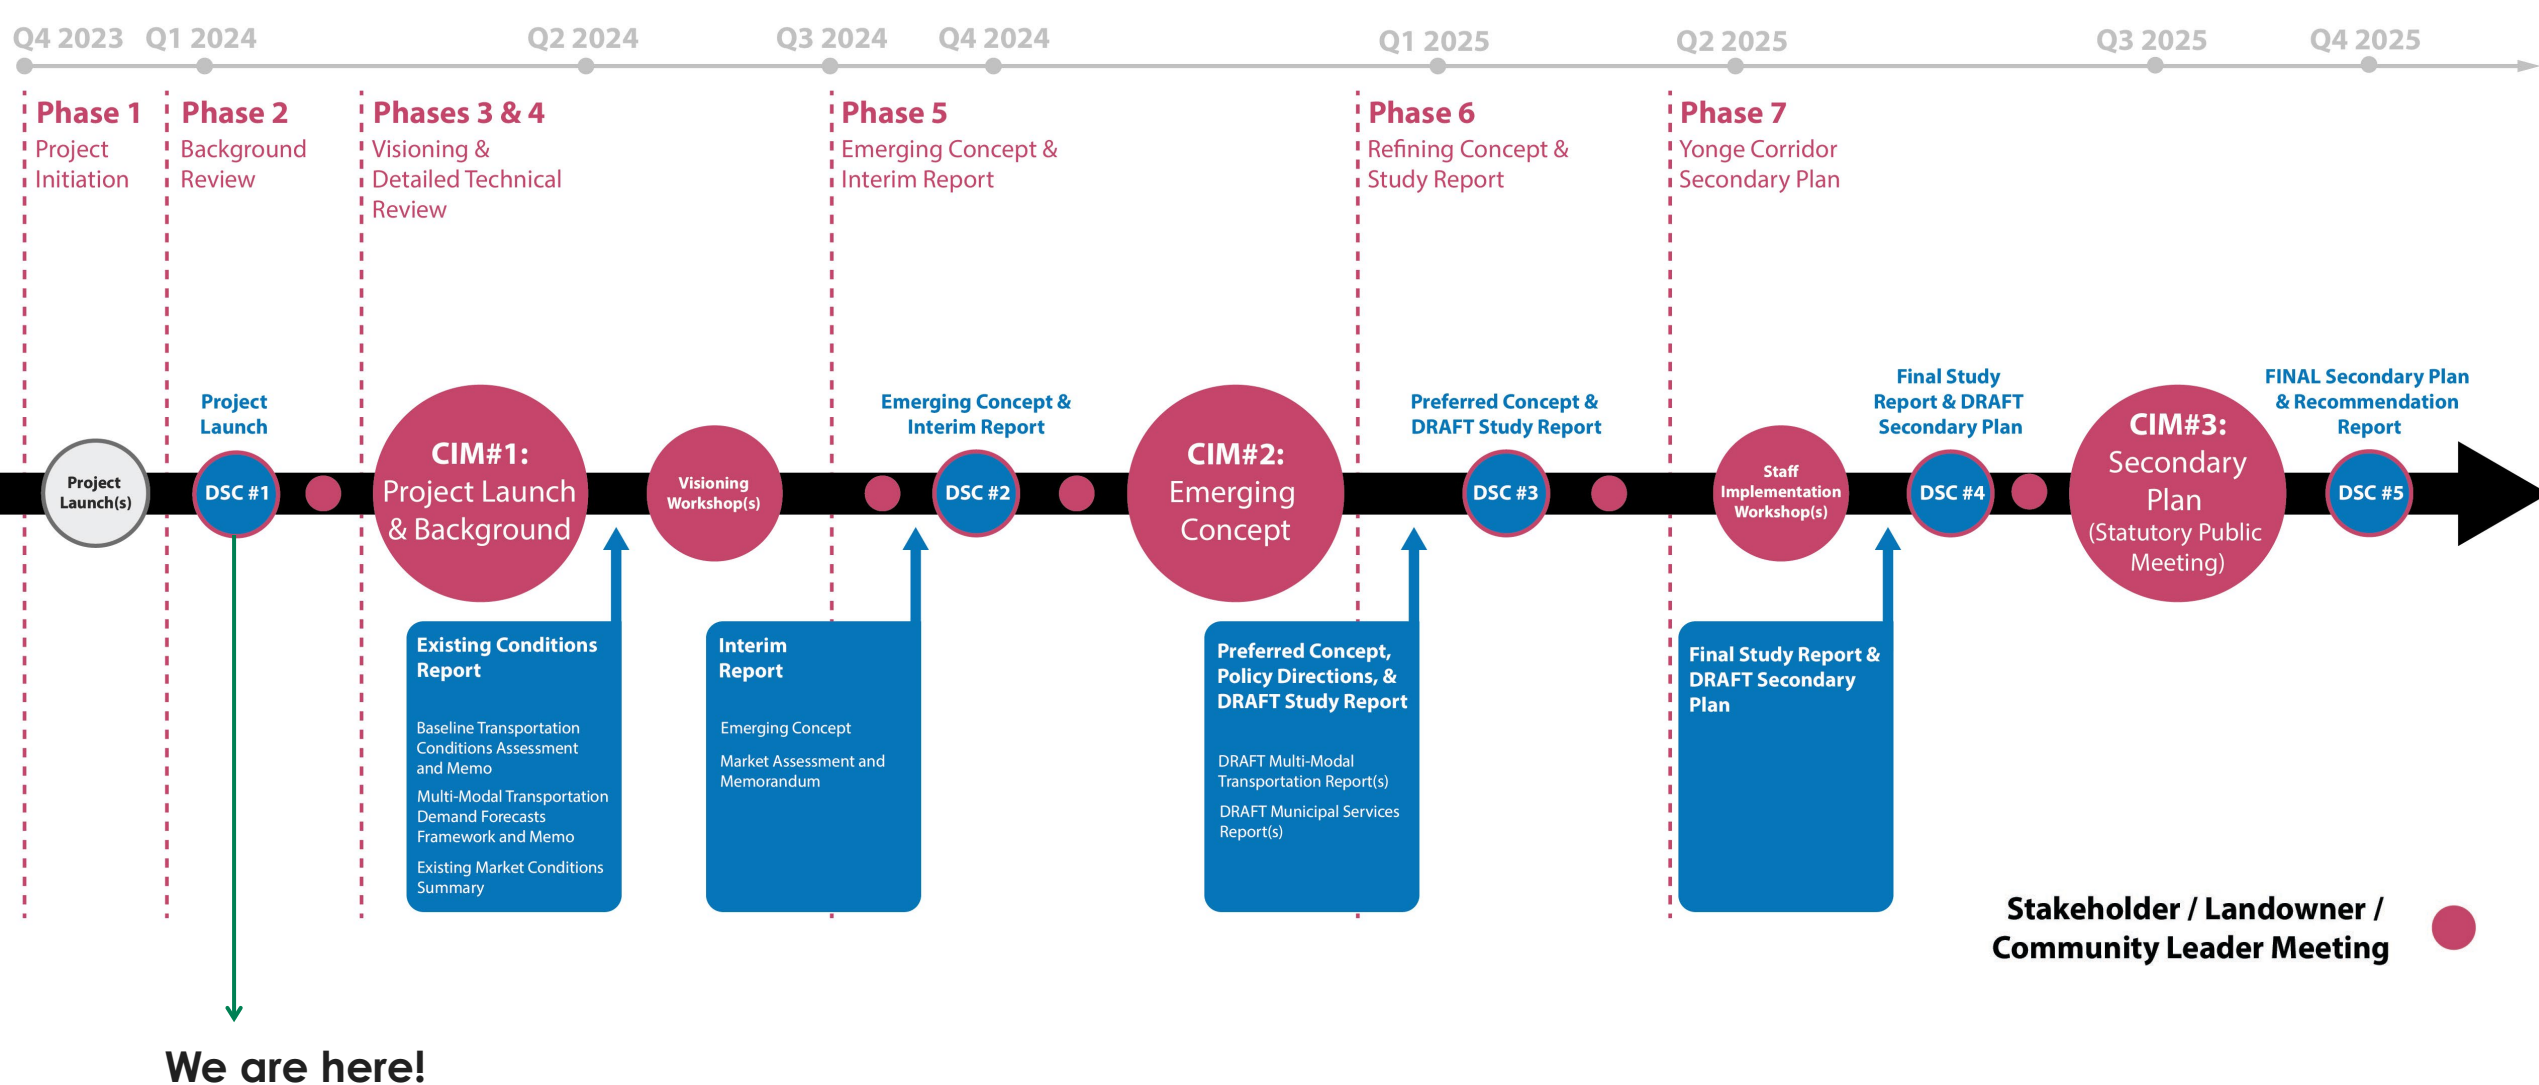 Q4 2023
Q1 2024
Q2 2024
Q3 2024
Q4 2024
Q1 2025
Q2 2025
Q3 2025
Q4 2025
Phase 1
Project
Initiation
Phase 2
Background
Review
Phases 3 & 4
Visioning &
Detailed Technical
Review
Phase 5
Emerging Concept &
Interim Report
Phase 6
Refining Concept &
Study Report
Phase 7
Yonge Corridor
Secondary Plan
Project
Launch(s)
Project
Launch
DSC #1
CIM#1:
Project Launch
& Background
Visioning
Workshop(s)
Emerging Concept &
Interim Report
DSC #2
CIM#2:
Emerging
Concept
Preferred Concept &
DRAFT Study Report
DSC #3
Staff
Implementation
Workshop(s)
Final Study
Report & DRAFT
Secondary Plan
DSC #4
CIM#3:
Secondary
Plan
(Statutory Public
Meeting)
FINAL Secondary Plan
& Recommendation
Report
DSC #5
Existing Conditions
Report
Baseline Transportation
Conditions Assessment
and Memo
Multi-Modal Transportation
Demand Forecasts
Framework and Memo
Existing Market Conditions
Summary
Interim
Report
Emerging Concept
Market Assessment and
Memorandum
Preferred Concept,
Policy Directions, &
DRAFT Study Report
DRAFT Multi-Modal
Transportation Report(s)
DRAFT Municipal Services
Report(s)
Final Study Report &
DRAFT Secondary
Plan
Stakeholder / Landowner /
Community Leader Meeting
We are here!